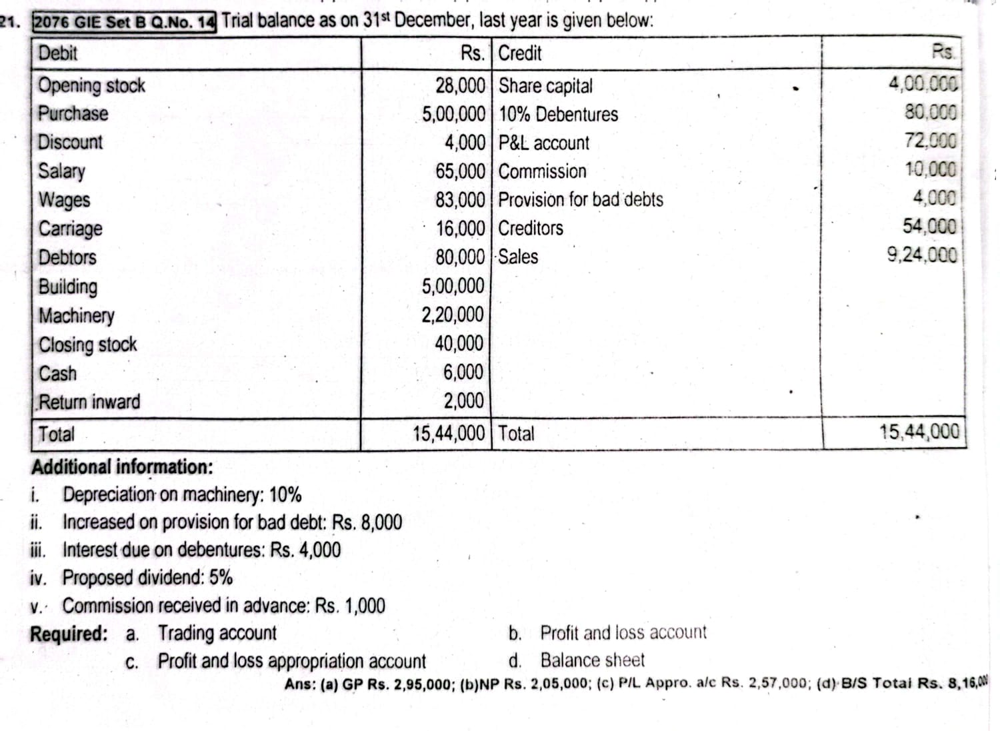 21. 2076 GIE Set B Q.No. 14 Trial balance as on 31st December, last year is given below:
Debit Rs. Credit Rs.
Opening stock 28,000 Share capital 4,00,000
Purchase 5,00,000 10% Debentures 80,000
Discount 4,000 P&L account 72,000
Salary 65,000 Commission 10,000
Wages 83,000 Provision for bad debts 4,000
Carriage 16,000 Creditors 54,000
Debtors 80,000 Sales 9,24,000
Building 5,00,000
Machinery 2,20,000
Closing stock 40,000
Cash 6,000
Return inward 2,000
Total 15,44,000 Total 15,44,000
Additional information:
i. Depreciation on machinery: 10%
ii. Increased on provision for bad debt: Rs. 8,000
iii. Interest due on debentures: Rs. 4,000
iv. Proposed dividend: 5%
v. Commission received in advance: Rs. 1,000
Required: a. Trading account b. Profit and loss account
c. Profit and loss appropriation account d. Balance sheet
Ans: (a) GP Rs. 2,95,000; (b)NP Rs. 2,05,000; (c) P/L Appro. a/c Rs. 2,57,000; (d) B/S Total Rs. 8,16,000